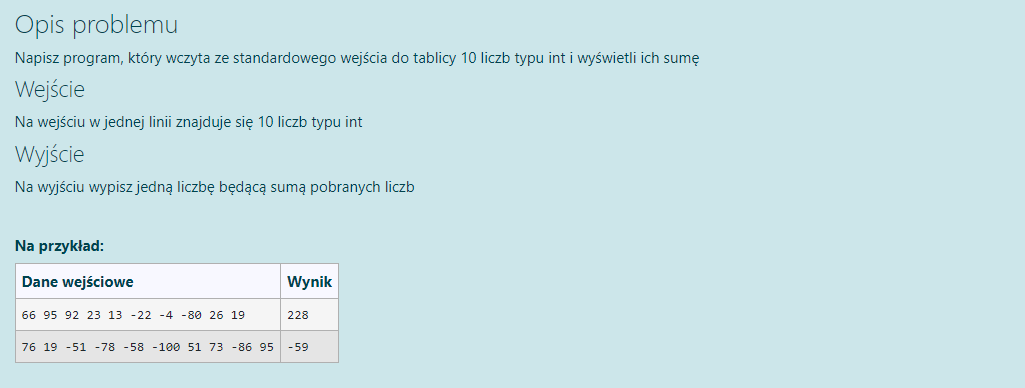 Opis problemu
Napisz program, który wczyta ze standardowego wejścia do tablicy 10 liczb typu int i wyświetli ich sumę
Wejście
Na wejściu w jednej linii znajduje się 10 liczb typu int
Wyjście
Na wyjściu wypisz jedną liczbę będącą sumą pobranych liczb
Na przykład:
Dane wejściowe Wynik
66 95 92 23 13 -22 -4 -80 26 19 228
76 19 -51 -78 -58 -100 51 73 -86 95 -59